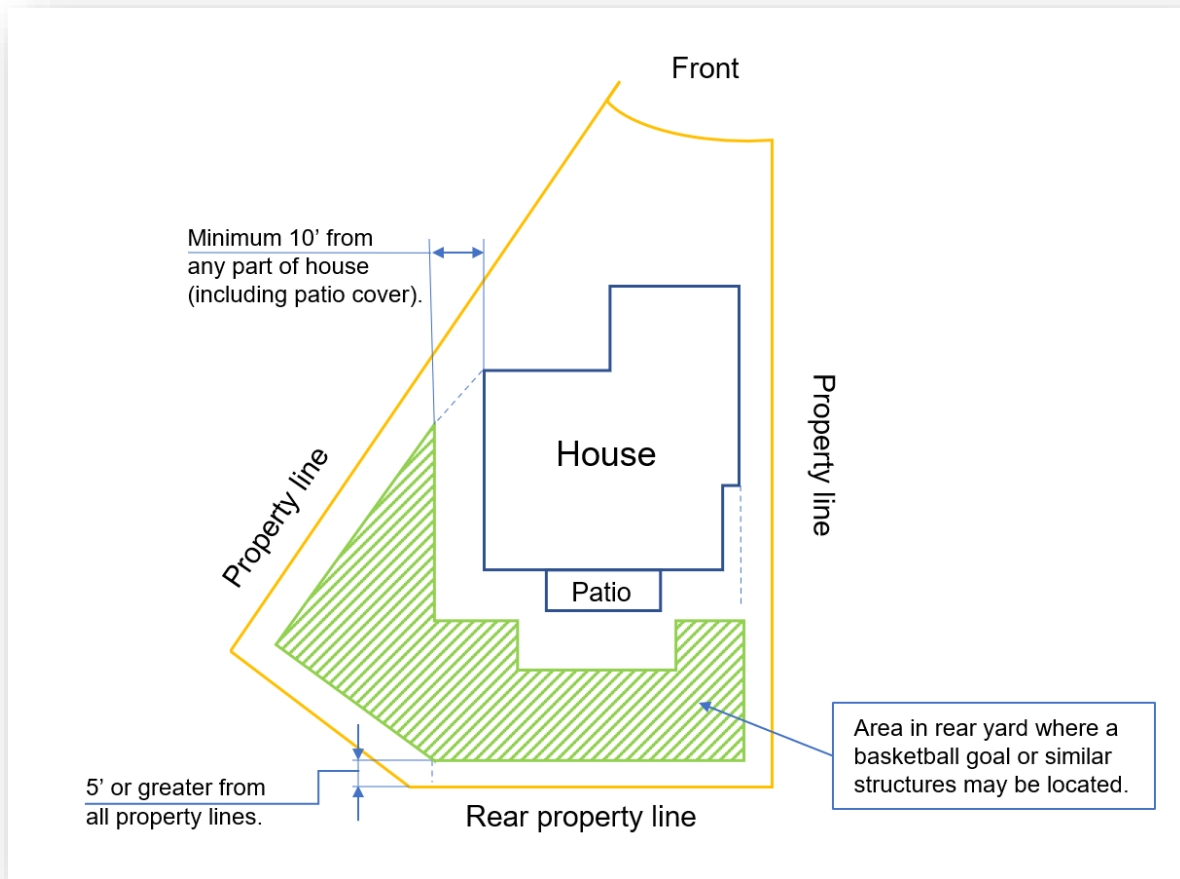 Front
Minimum 10’ from
any part of house
(including patio cover).
Property line
Property line
House
Patio
Area in rear yard where a
basketball goal or similar
structures may be located.
5’ or greater from
all property lines.
Rear property line